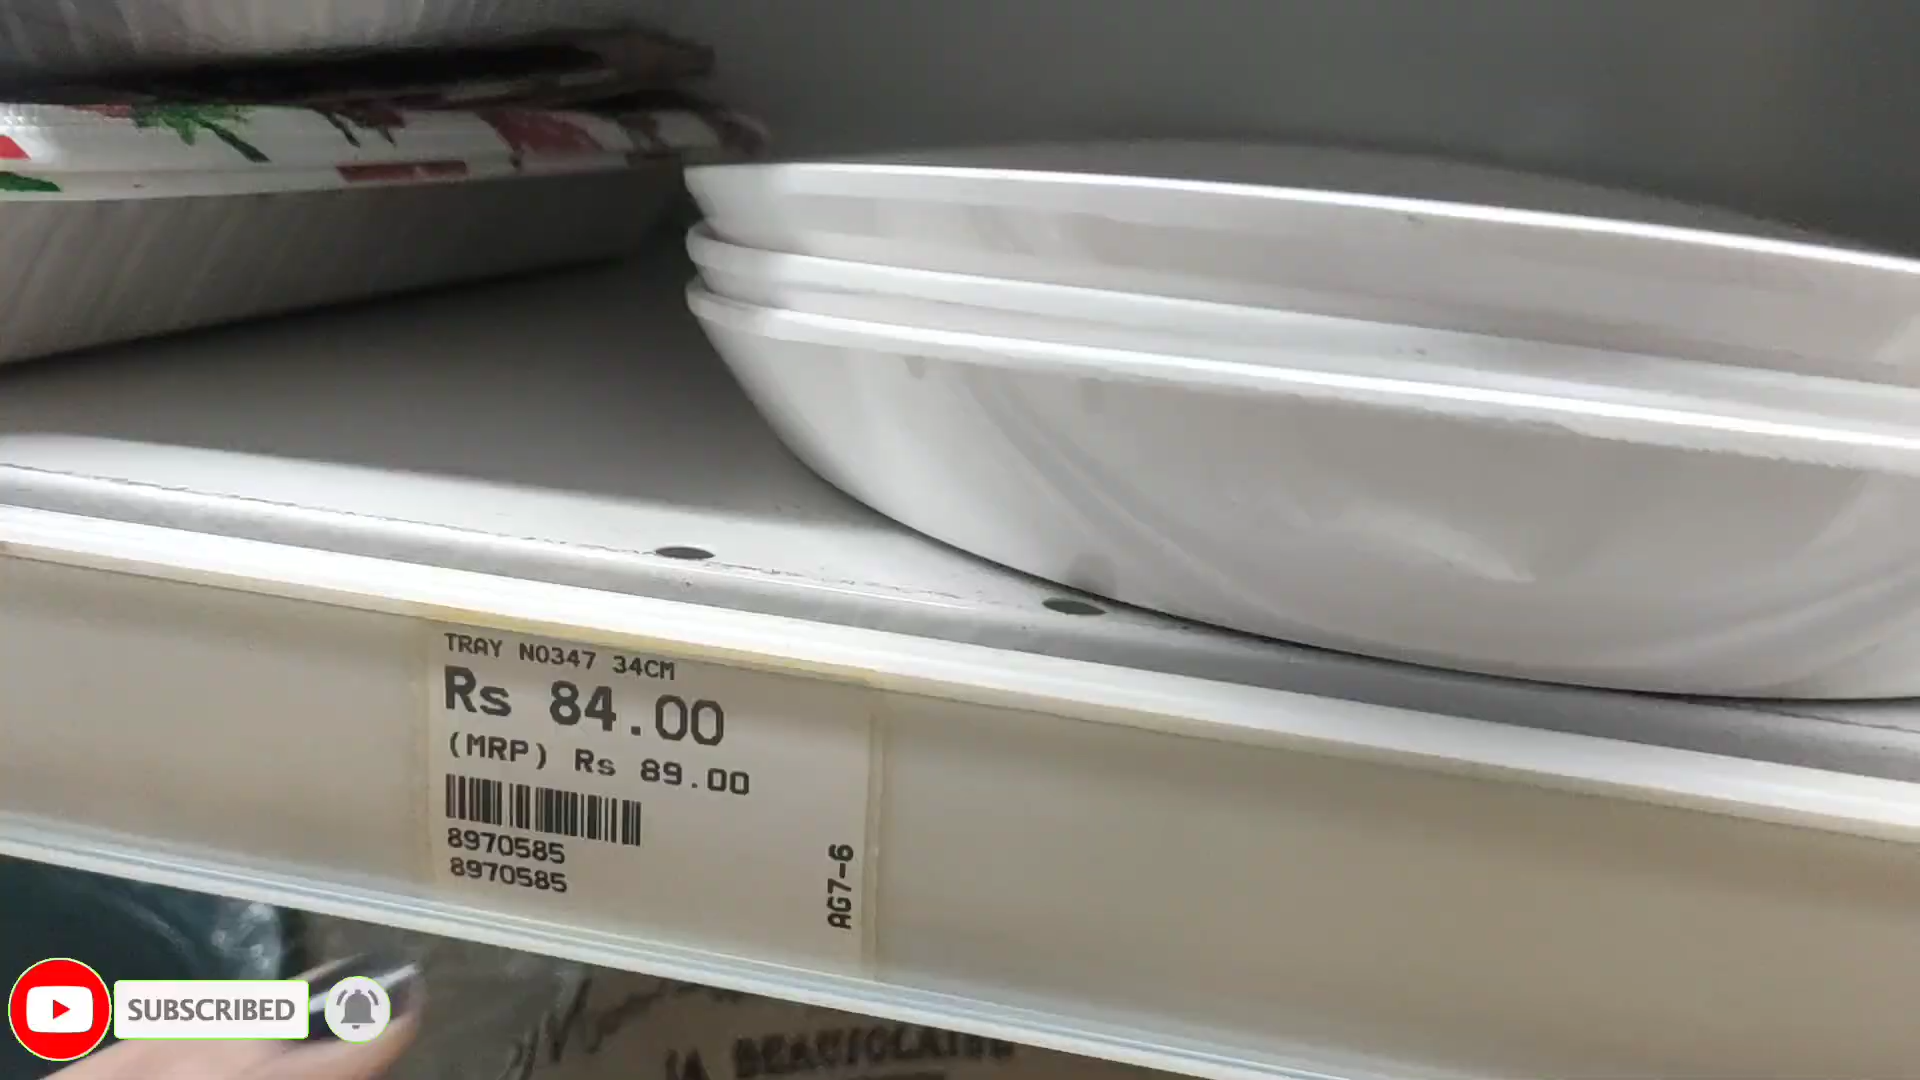 TRAY NO347 34CM
Rs 84.00
(MRP) Rs 89.00
8970585
8970585
AG7-6
SUBSCRIBED